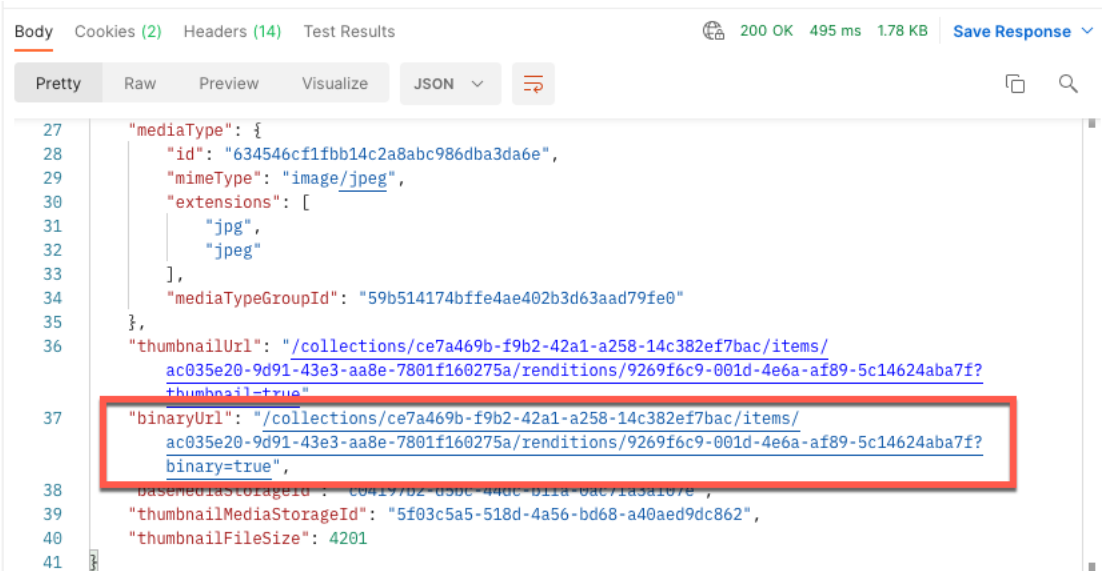 Body Cookies (2) Headers (14) Test Results 200 OK 495 ms 1.78 KB Save Response
Pretty Raw Preview Visualize JSON
27 "mediaType": {
28 "id": "634546cf1fbb14c2a8abc986dba3da6e",
29 "mimeType": "image/jpeg",
30 "extensions": [
31 "jpg",
32 "jpeg"
33 ],
34 "mediaTypeGroupId": "59b514174bffe4ae402b3d63aad79fe0"
35 },
36 "thumbnailUrl": "/collections/ce7a469b-f9b2-42a1-a258-14c382ef7bac/items/
ac035e20-9d91-43e3-aa8e-7801f160275a/renditions/9269f6c9-001d-4e6a-af89-5c14624aba7f?
thumbnail=true"
37 "binaryUrl": "/collections/ce7a469b-f9b2-42a1-a258-14c382ef7bac/items/
ac035e20-9d91-43e3-aa8e-7801f160275a/renditions/9269f6c9-001d-4e6a-af89-5c14624aba7f?
binary=true",
38 "baseMediaStorageId":
39 "thumbnailMediaStorageId": "5f03c5a5-518d-4a56-bd68-a40aed9dc862",
40 "thumbnailFileSize": 4201
41 }